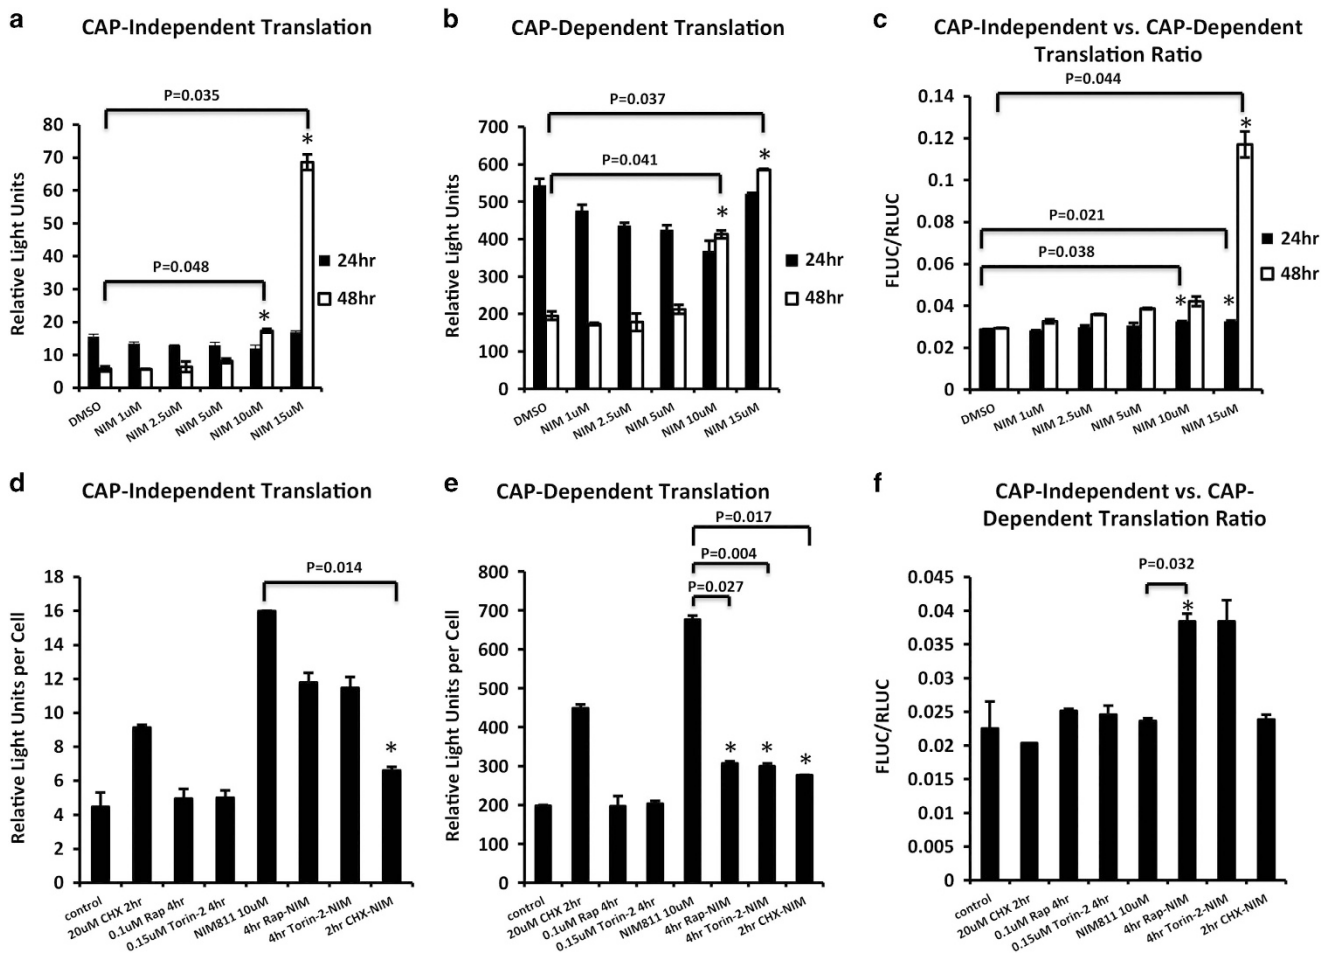 a
CAP-Independent Translation
P=0.035
P=0.048
*
*
Relative Light Units
80
70
60
50
40
30
20
10
0
DMSO
NIM 1uM
NIM 2.5uM
NIM 5uM
NIM 10uM
NIM 15uM
24hr
48hr
b
CAP-Dependent Translation
P=0.037
P=0.041
*
*
Relative Light Units
700
600
500
400
300
200
100
0
DMSO
NIM 1uM
NIM 2.5uM
NIM 5uM
NIM 10uM
NIM 15uM
24hr
48hr
c
CAP-Independent vs. CAP-Dependent
Translation Ratio
P=0.044
P=0.021
P=0.038
*
*
*
FLUC/RLUC
0.14
0.12
0.1
0.08
0.06
0.04
0.02
0
DMSO
NIM 1uM
NIM 2.5uM
NIM 5uM
NIM 10uM
NIM 15uM
24hr
48hr
d
CAP-Independent Translation
P=0.014
*
Relative Light Units per Cell
18
16
14
12
10
8
6
4
2
0
control
20uM CHX 2hr
0.1uM Rap 4hr
0.15uM Torin-2 4hr
NIM811 10uM
4hr Rap-NIM
4hr Torin-2-NIM
2hr CHX-NIM
e
CAP-Dependent Translation
P=0.017
P=0.004
P=0.027
*
*
*
Relative Light Units per Cell
800
700
600
500
400
300
200
100
0
control
20uM CHX 2hr
0.1uM Rap 4hr
0.15uM Torin-2 4hr
NIM811 10uM
4hr Rap-NIM
4hr Torin-2-NIM
2hr CHX-NIM
f
CAP-Independent vs. CAP-
Dependent Translation Ratio
P=0.032
*
FLUC/RLUC
0.045
0.04
0.035
0.03
0.025
0.02
0.015
0.01
0.005
0
control
20uM CHX 2hr
0.1uM Rap 4hr
0.15uM Torin-2 4hr
NIM811 10uM
4hr Rap-NIM
4hr Torin-2-NIM
2hr CHX-NIM